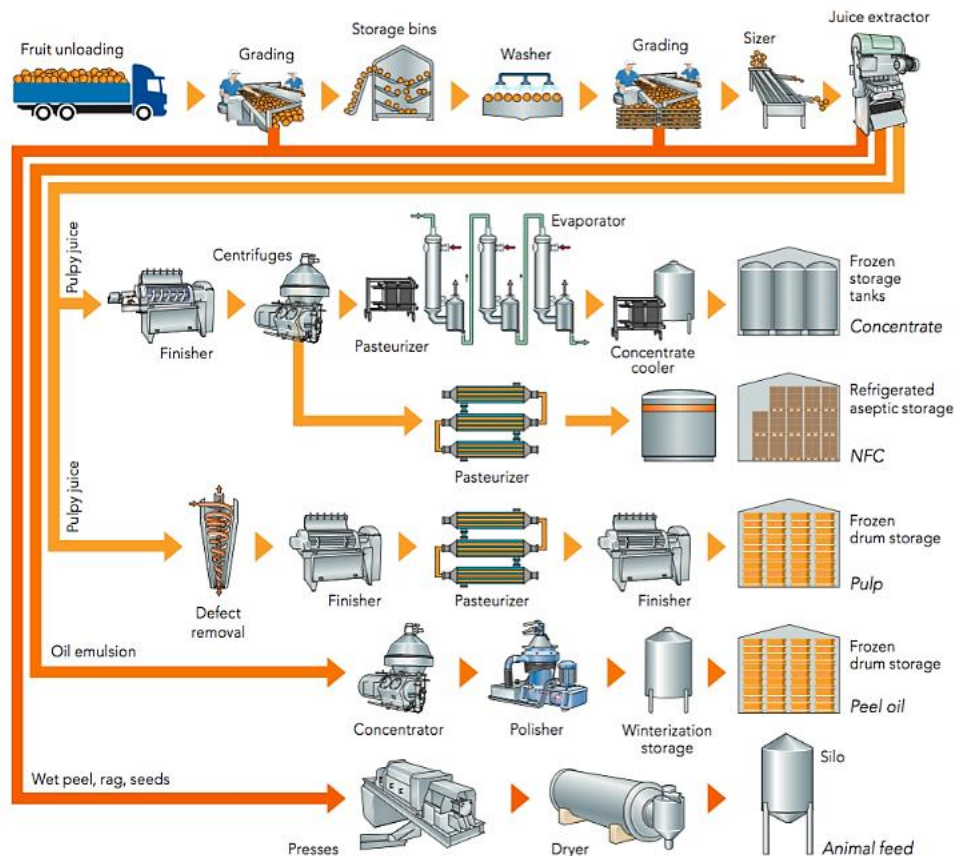 Fruit unloading
Grading
Storage bins
Washer
Grading
Sizer
Juice extractor
Pulpy juice
Finisher
Centrifuges
Pasteurizer
Evaporator
Concentrate
cooler
Frozen
storage
tanks
Concentrate
Pasteurizer
Refrigerated
aseptic storage
NFC
Pulpy juice
Defect
removal
Finisher
Pasteurizer
Finisher
Frozen
drum storage
Pulp
Oil emulsion
Concentrator
Polisher
Winterization
storage
Frozen
drum storage
Peel oil
Wet peel, rag, seeds
Presses
Dryer
Silo
Animal feed